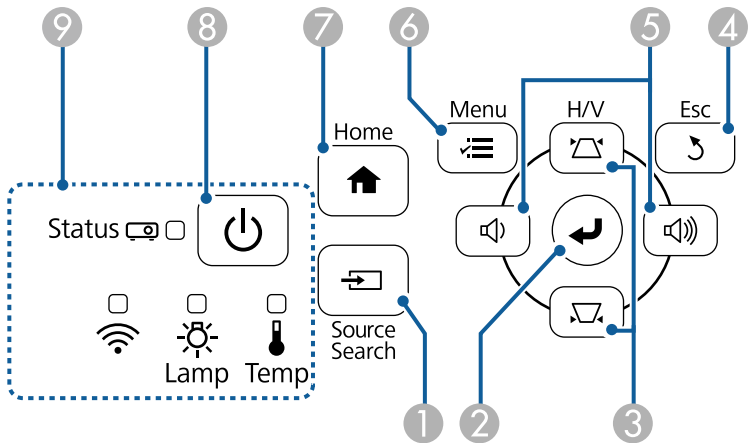 9 8 7 6 5 4
Menu H/V Esc
Home
Status
Source
Search
Lamp Temp
1 2 3